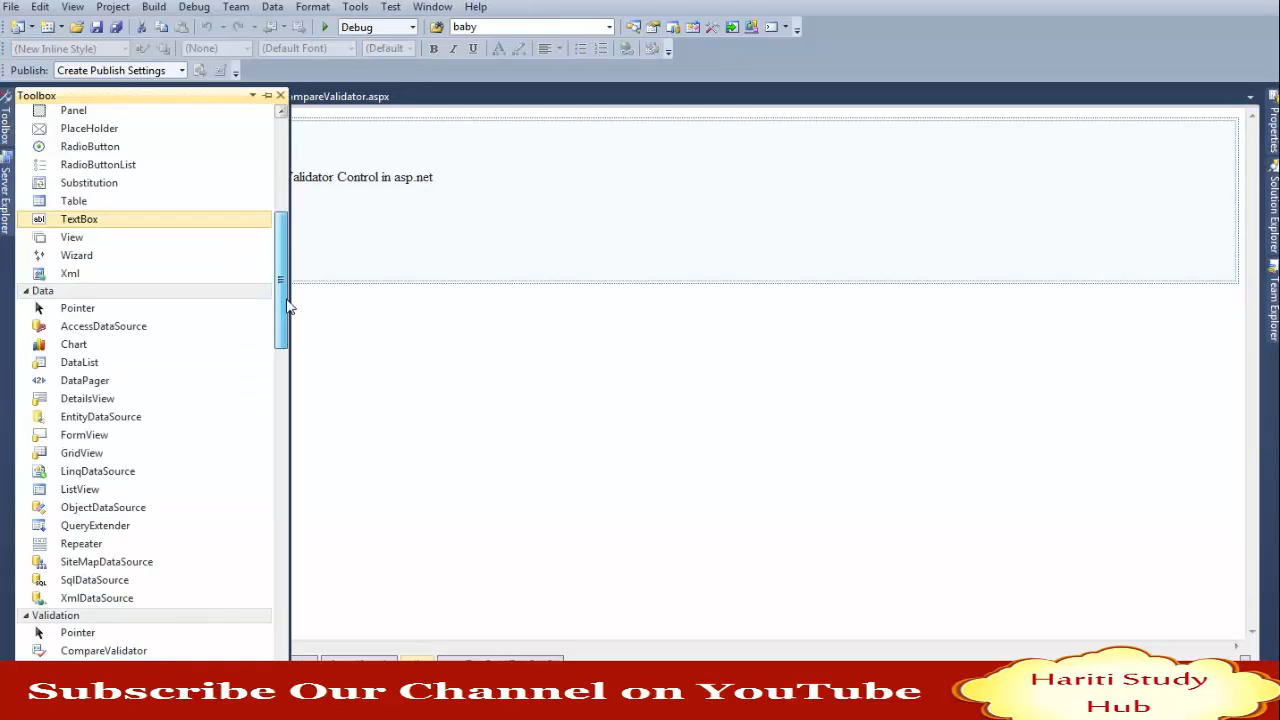 File Edit View Project Build Debug Team Data Format Tools Test Window Help
Debug baby
(New Inline Style) (None) (Default Font) (Default B I U A
Publish: Create Publish Settings
Toolbox
ompareValidator.aspx
Panel
PlaceHolder
RadioButton
RadioButtonList
Validator Control in asp.net
Substitution
Table
abl TextBox
View
Wizard
Xml
Data
Pointer
AccessDataSource
Chart
DataList
DataPager
DetailsView
EntityDataSource
FormView
GridView
LinqDataSource
ListView
ObjectDataSource
QueryExtender
Repeater
SiteMapDataSource
SqlDataSource
XmlDataSource
Validation
Pointer
CompareValidator
Toolbox
Server Explorer
Properties
Solution Explorer
Team Explorer
Subscribe Our Channel on YouTube
Hariti Study
Hub